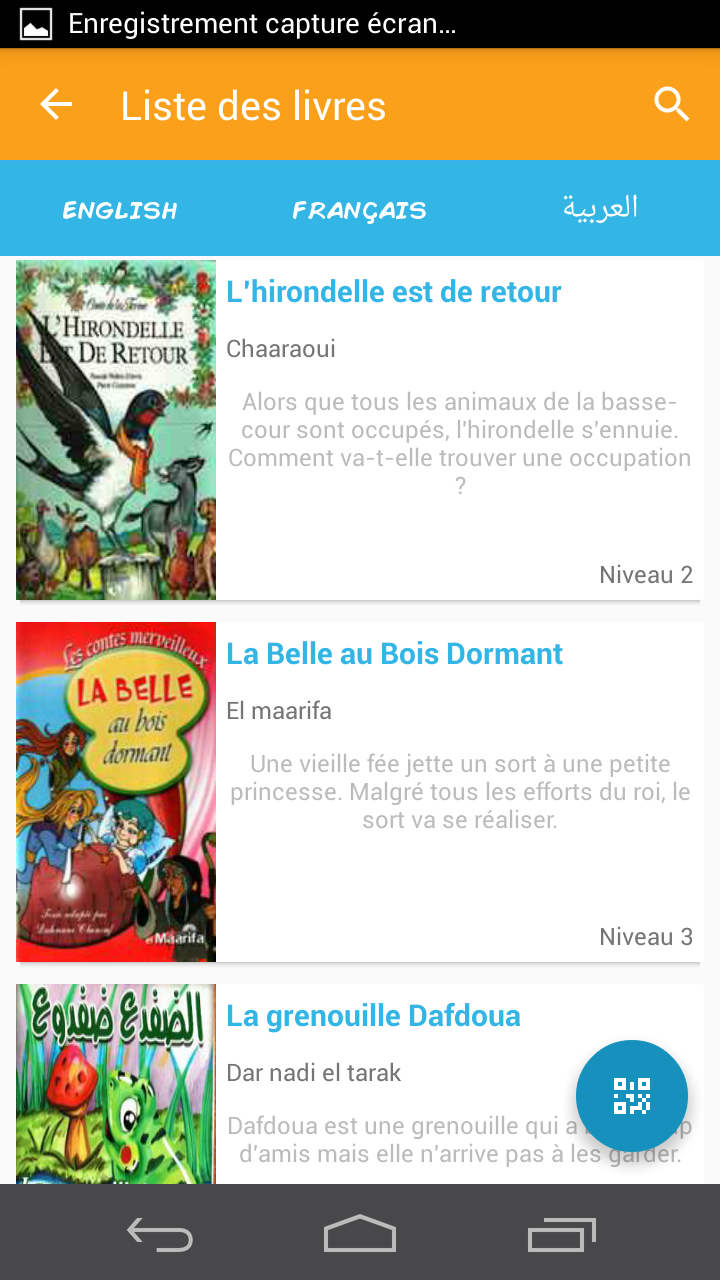 Enregistrement capture écran…
Liste des livres
ENGLISH
FRANÇAIS
العربية
L'HIRONDELLE
EST DE RETOUR
L'hirondelle est de retour
Chaaraoui
Alors que tous les animaux de la basse-
cour sont occupés, l'hirondelle s'ennuie.
Comment va-t-elle trouver une occupation
?
Niveau 2
Les contes merveilleux
LA BELLE
au bois
dormant
Texte adapté par
el Maarifa
La Belle au Bois Dormant
El maarifa
Une vieille fée jette un sort à une petite
princesse. Malgré tous les efforts du roi, le
sort va se réaliser.
Niveau 3
الضفدع ضفدوع
La grenouille Dafdoua
Dar nadi el tarak
Dafdoua est une grenouille qui a
d'amis mais elle n'arrive pas à les garder.